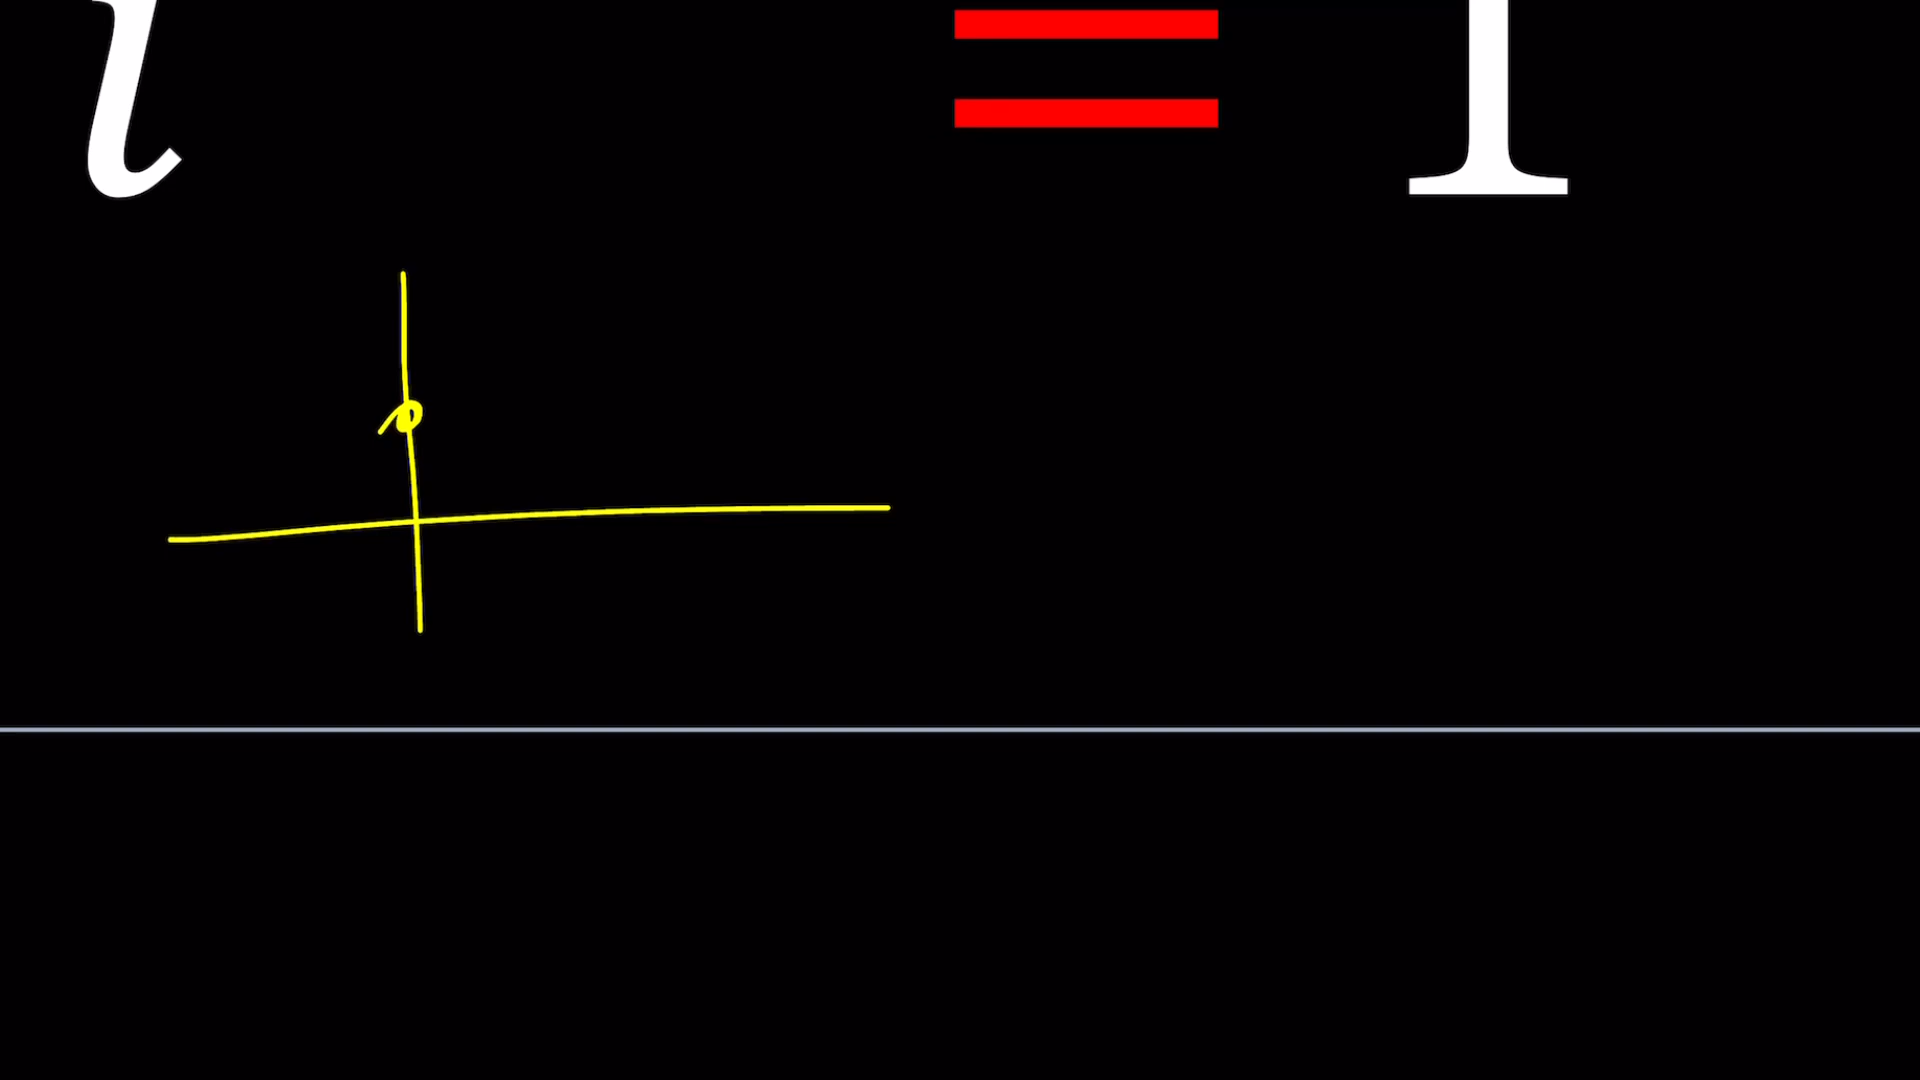 i = 1